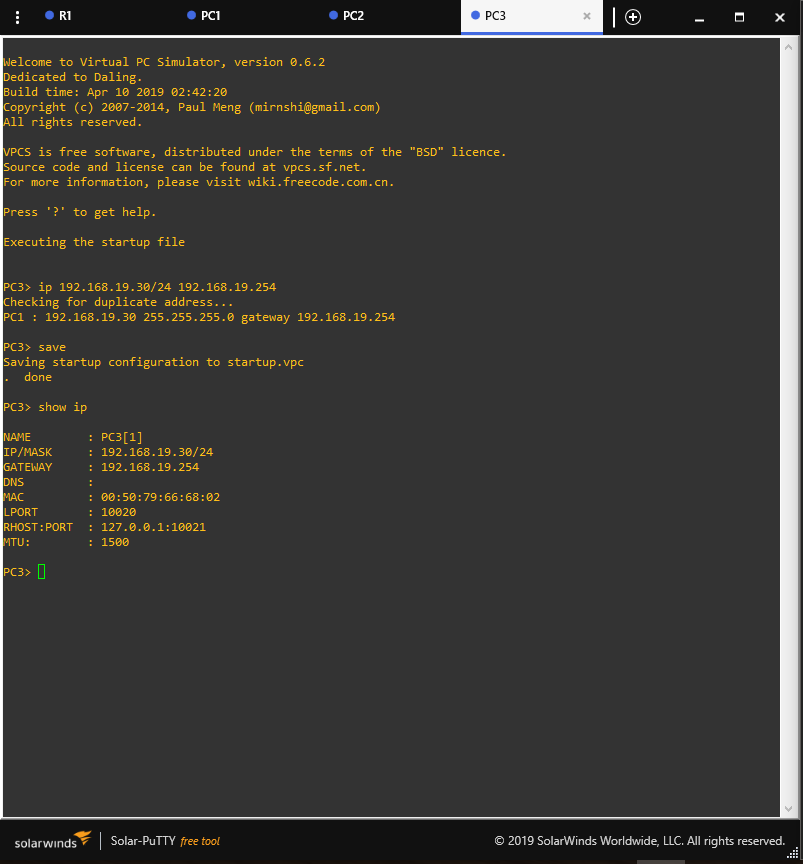 R1 PC1 PC2 PC3
Welcome to Virtual PC Simulator, version 0.6.2
Dedicated to Daling.
Build time: Apr 10 2019 02:42:20
Copyright (c) 2007-2014, Paul Meng (mirnshi@gmail.com)
All rights reserved.
VPCS is free software, distributed under the terms of the "BSD" licence.
Source code and license can be found at vpcs.sf.net.
For more information, please visit wiki.freecode.com.cn.
Press '?' to get help.
Executing the startup file
PC3> ip 192.168.19.30/24 192.168.19.254
Checking for duplicate address...
PC1 : 192.168.19.30 255.255.255.0 gateway 192.168.19.254
PC3> save
Saving startup configuration to startup.vpc
.  done
PC3> show ip
NAME        : PC3[1]
IP/MASK     : 192.168.19.30/24
GATEWAY     : 192.168.19.254
DNS         :
MAC         : 00:50:79:66:68:02
LPORT       : 10020
RHOST:PORT  : 127.0.0.1:10021
MTU:        : 1500
PC3>
solarwinds Solar-PuTTY free tool © 2019 SolarWinds Worldwide, LLC. All rights reserved.